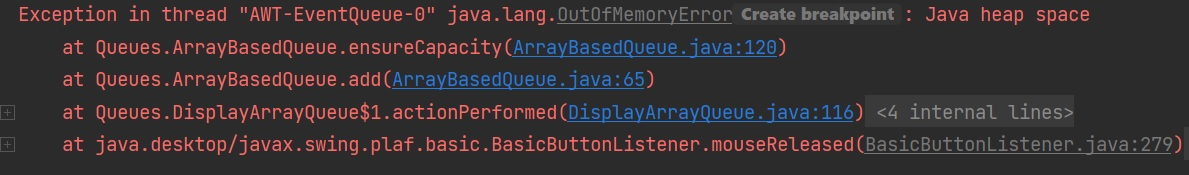 Exception in thread "AWT-EventQueue-0" java.lang.OutOfMemoryError Create breakpoint : Java heap space
at Queues.ArrayBasedQueue.ensureCapacity(ArrayBasedQueue.java:120)
at Queues.ArrayBasedQueue.add(ArrayBasedQueue.java:65)
at Queues.DisplayArrayQueue$1.actionPerformed(DisplayArrayQueue.java:116) <4 internal lines>
at java.desktop/javax.swing.plaf.basic.BasicButtonListener.mouseReleased(BasicButtonListener.java:279)